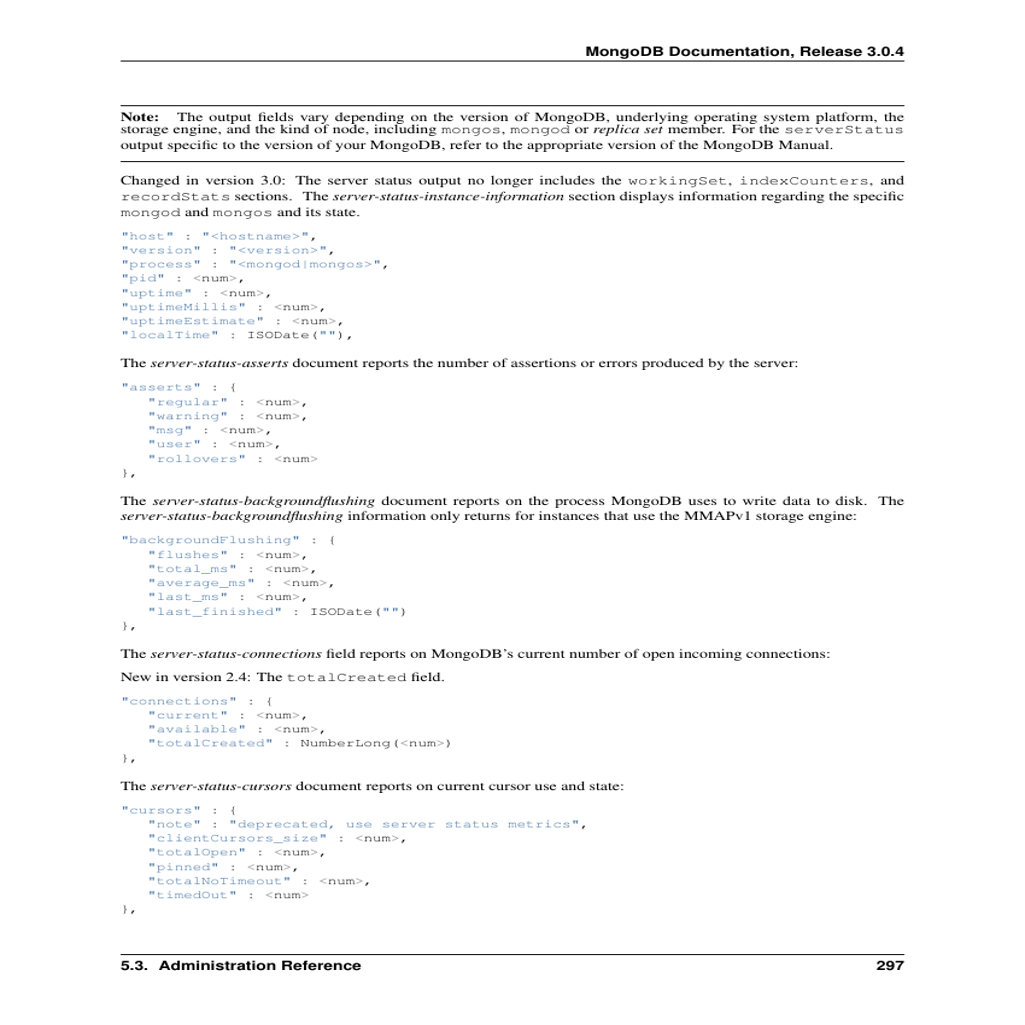 MongoDB Documentation, Release 3.0.4
Note: The output fields vary depending on the version of MongoDB, underlying operating system platform, the
storage engine, and the kind of node, including mongos, mongod or replica set member. For the serverStatus
output specific to the version of your MongoDB, refer to the appropriate version of the MongoDB Manual.
Changed in version 3.0: The server status output no longer includes the workingSet, indexCounters, and
recordStats sections. The server-status-instance-information section displays information regarding the specific
mongod and mongos and its state.
"host" : "<hostname>",
"version" : "<version>",
"process" : "<mongod|mongos>",
"pid" : <num>,
"uptime" : <num>,
"uptimeMillis" : <num>,
"uptimeEstimate" : <num>,
"localTime" : ISODate(""),
The server-status-asserts document reports the number of assertions or errors produced by the server:
"asserts" : {
"regular" : <num>,
"warning" : <num>,
"msg" : <num>,
"user" : <num>,
"rollovers" : <num>
},
The server-status-backgroundflushing document reports on the process MongoDB uses to write data to disk. The
server-status-backgroundflushing information only returns for instances that use the MMAPv1 storage engine:
"backgroundFlushing" : {
"flushes" : <num>,
"total_ms" : <num>,
"average_ms" : <num>,
"last_ms" : <num>,
"last_finished" : ISODate("")
},
The server-status-connections field reports on MongoDB's current number of open incoming connections:
New in version 2.4: The totalCreated field.
"connections" : {
"current" : <num>,
"available" : <num>,
"totalCreated" : NumberLong(<num>)
},
The server-status-cursors document reports on current cursor use and state:
"cursors" : {
"note" : "deprecated, use server status metrics",
"clientCursors_size" : <num>,
"totalOpen" : <num>,
"pinned" : <num>,
"totalNoTimeout" : <num>,
"timedOut" : <num>
},
5.3. Administration Reference 297